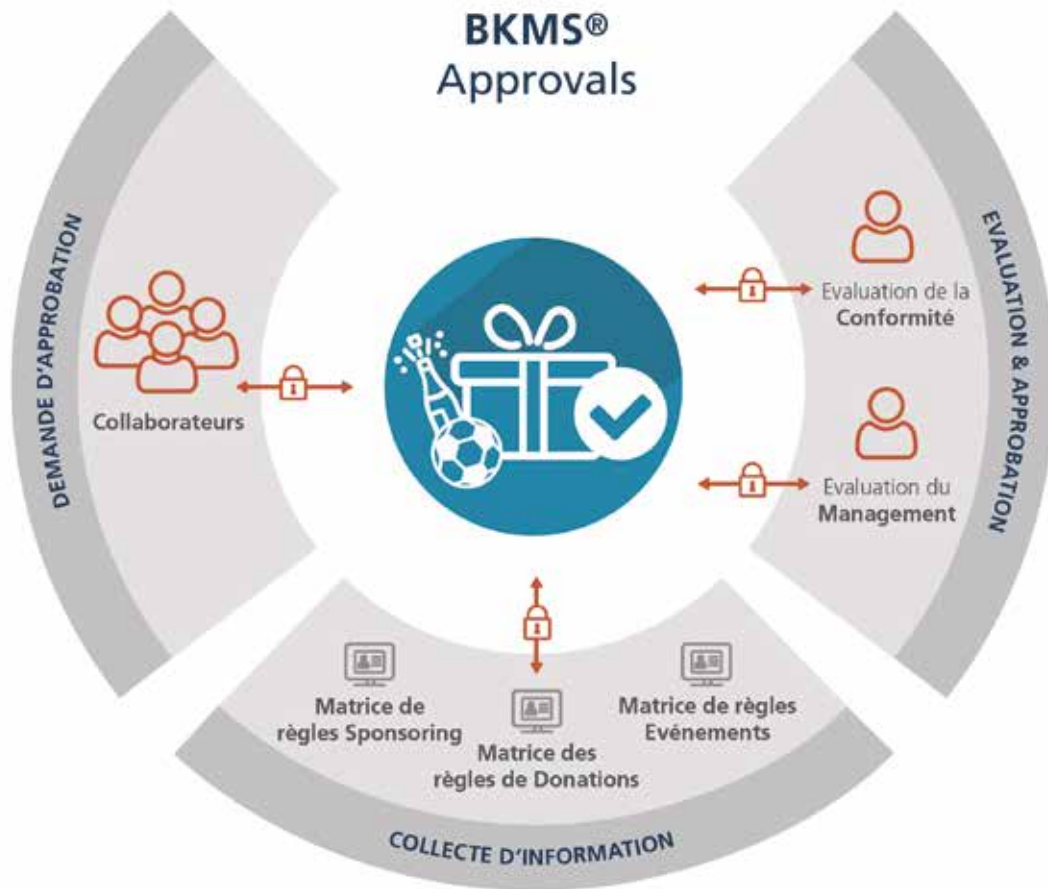 BKMS®
Approvals
DEMANDE D'APPROBATION
Collaborateurs
EVALUATION & APPROBATION
Evaluation de la
Conformité
Evaluation du
Management
Matrice de
règles Sponsoring
Matrice des
règles de Donations
Matrice de règles
Evénements
COLLECTE D'INFORMATION